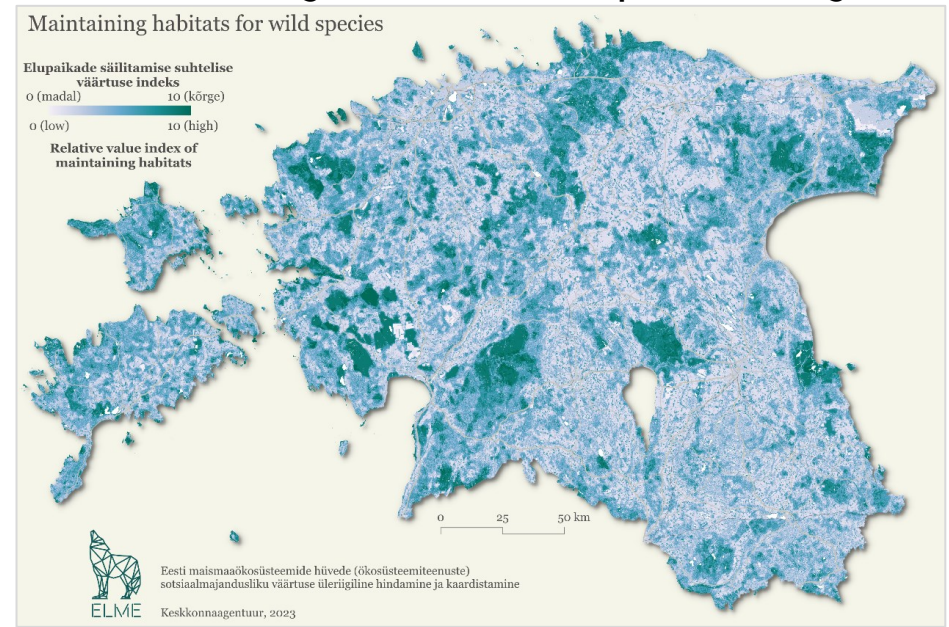 Maintaining habitats for wild species
Elupaikade säilitamise suhtelise
väärtuse indeks
0 (madal) 10 (kõrge)
0 (low) 10 (high)
Relative value index of
maintaining habitats
0 25 50 km
Eesti maismaaökosüsteemide hüvede (ökosüsteemiteenuste)
sotsiaalmajandusliku väärtuse üleriigiline hindamine ja kaardistamine
ELME
Keskkonnaagentuur, 2023